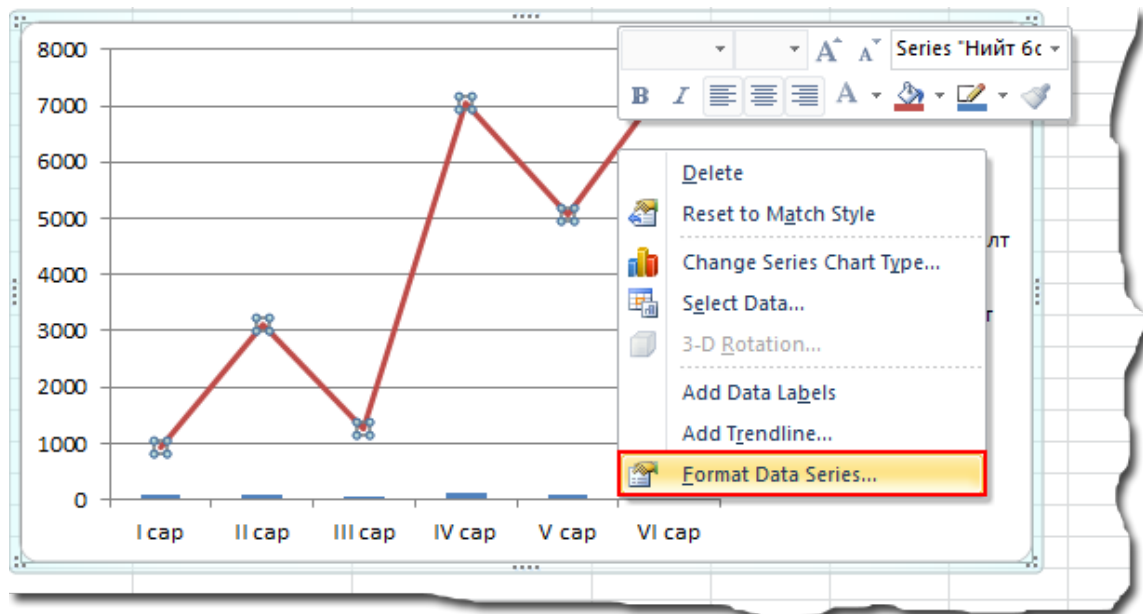 8000
7000
6000
5000
4000
3000
2000
1000
0
I сар II сар III сар IV сар V сар VI сар
Series "Нийт бо
B I A
Delete
Reset to Match Style
Change Series Chart Type...
Select Data...
3-D Rotation...
Add Data Labels
Add Trendline...
Format Data Series...
лт
т